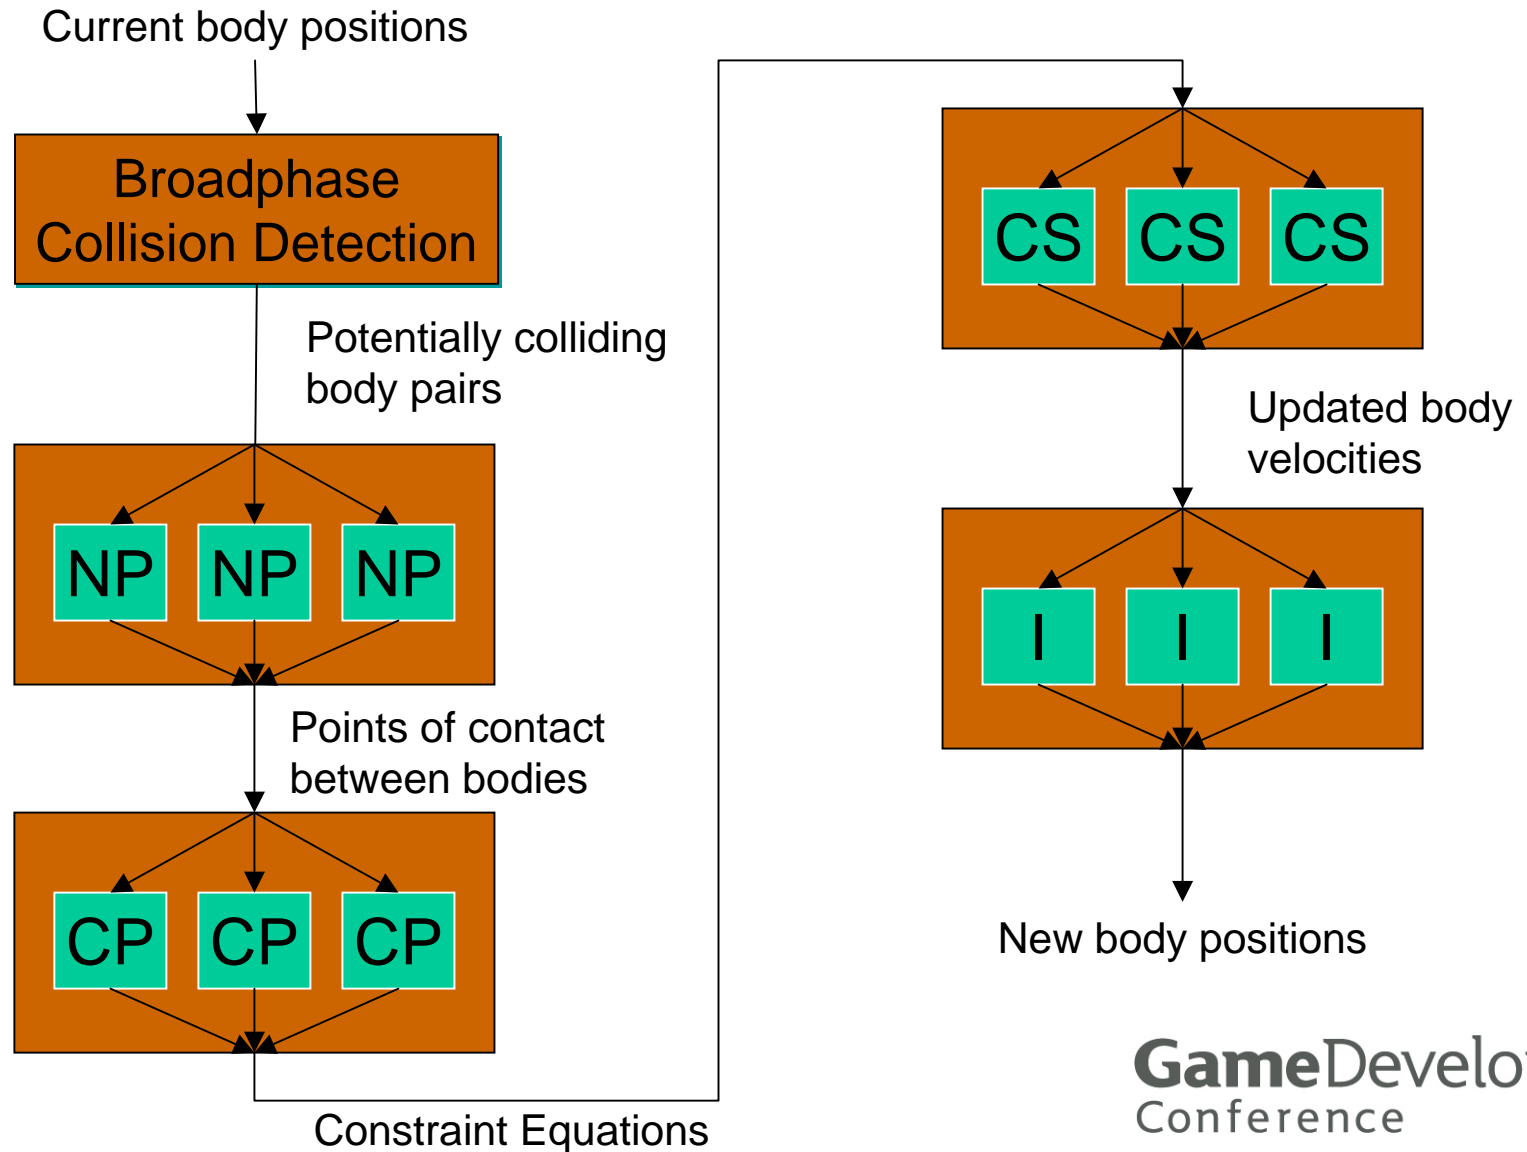 Current body positions
Broadphase
Collision Detection
Potentially colliding
body pairs
NP NP NP
Points of contact
between bodies
CP CP CP
Constraint Equations
CS CS CS
Updated body
velocities
I I I
New body positions
GameDevelo
Conference